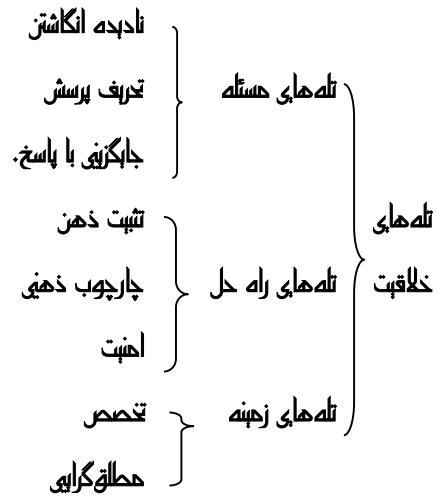 تله‌های
خلاقیت
تله‌های مسئله
نادیده انگاشتن
تحریف پرسش
جایگزینی با پاسخ.
تله‌های راه حل
تثبیت ذهن
چارچوب ذهنی
امنیت
تله‌های زمینه
تخصص
مطلق‌گرایی